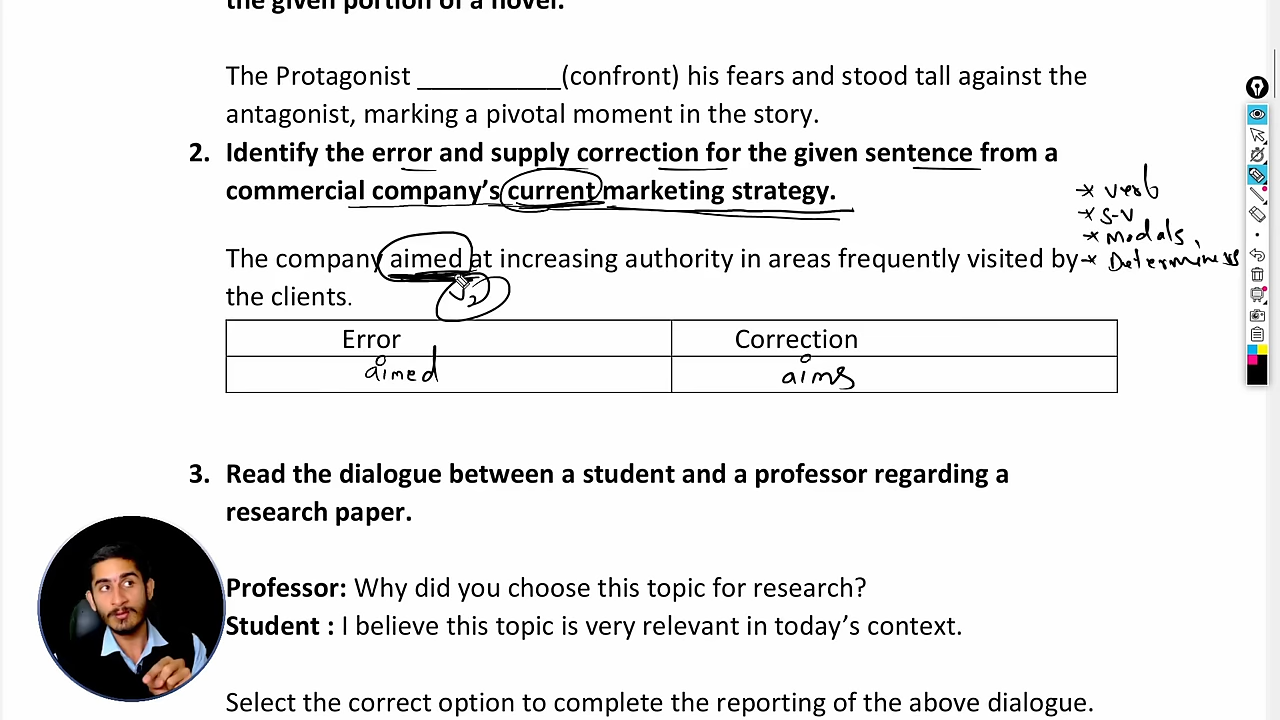 the given portion of a novel.
The Protagonist ___________(confront) his fears and stood tall against the
antagonist, marking a pivotal moment in the story.
2. Identify the error and supply correction for the given sentence from a
commercial company's current marketing strategy.
* verb
* S-V
* Modals,
* Determiners
The company aimed at increasing authority in areas frequently visited by
the clients.
V2
Error Correction
aimed aims
3. Read the dialogue between a student and a professor regarding a
research paper.
Professor: Why did you choose this topic for research?
Student : I believe this topic is very relevant in today's context.
Select the correct option to complete the reporting of the above dialogue.